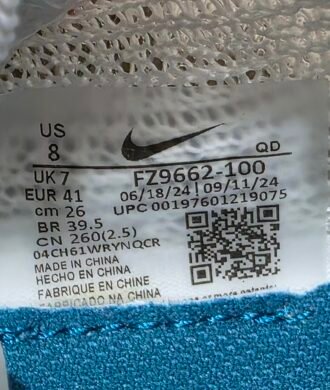 US
8
QD
UK 7
FZ9662-100
EUR 41
06/18/24 | 09/11/24
cm 26
UPC 00197601219075
BR 39.5
CN 260(2.5)
04CH61WRYNQCR
MADE IN CHINA
HECHO EN CHINA
FABRIQUE EN CHINE
FABRICADO NA CHINA